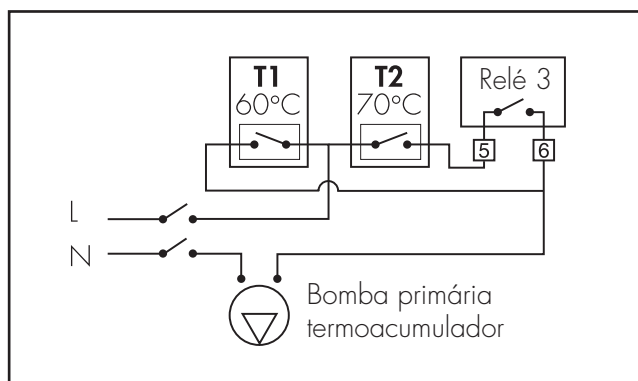 T1
60°C
T2
70°C
Relé 3
5
6
L
N
Bomba primária
termoacumulador